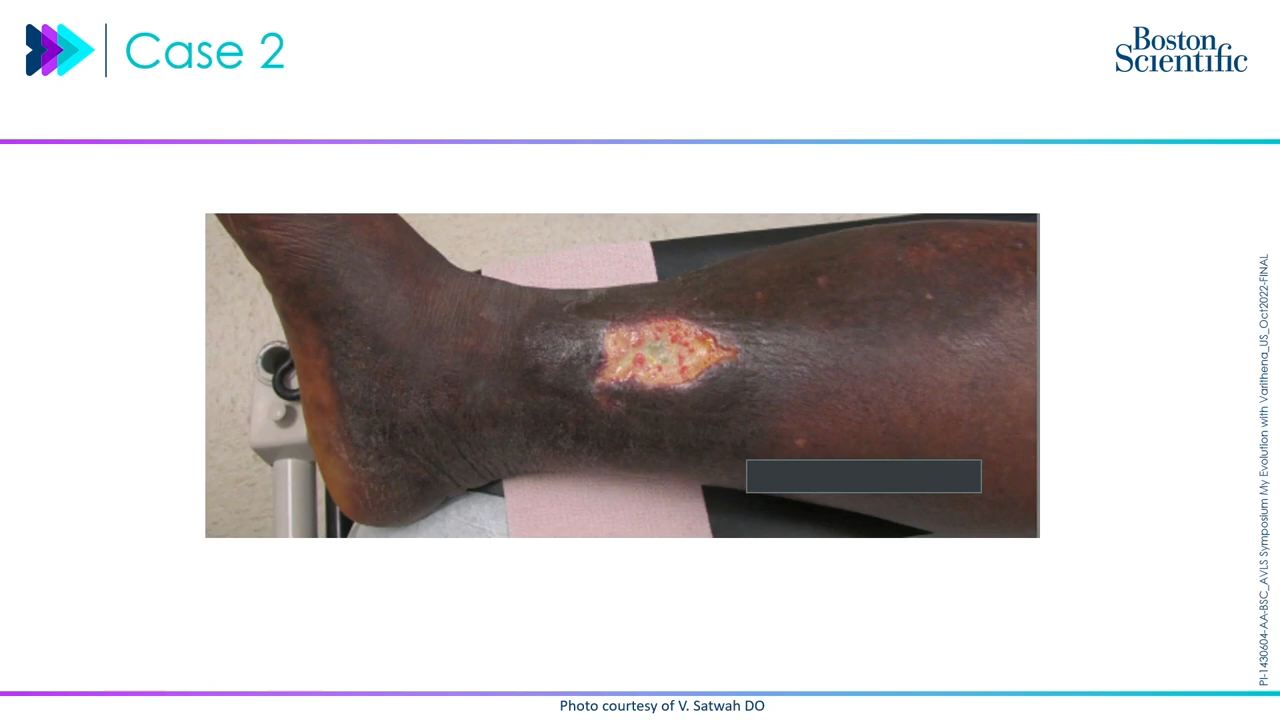 Case 2
Boston
Scientific
PI-1430604-AA-BSC_AVLS Symposium My Evolution with Varithena_US_Oct2022-FINAL
Photo courtesy of V. Satwah DO